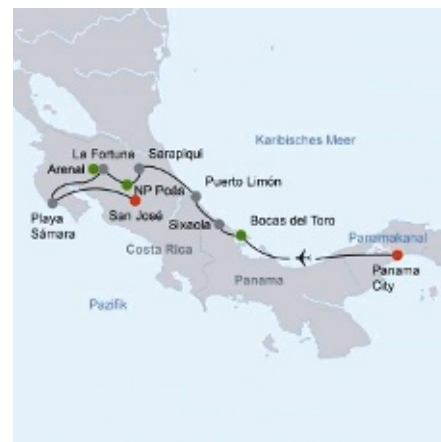 Karibisches Meer
La Fortuna
Sarapiquí
Arenal
NP Poás
Puerto Limón
Playa
Sámara
San José
Sixaola
Bocas del Toro
Panamakanal
Costa Rica
Panama
City
Panama
Pazifik